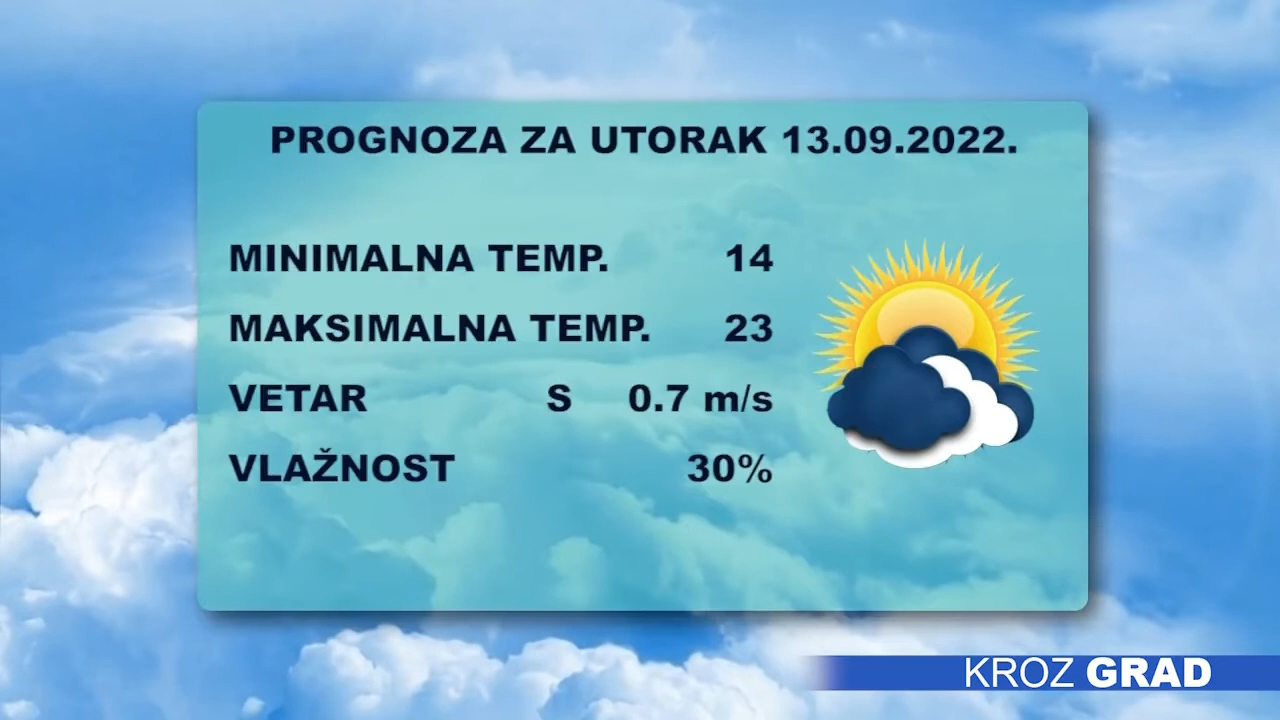 PROGNOZA ZA UTORAK 13.09.2022.
MINIMALNA TEMP. 14
MAKSIMALNA TEMP. 23
VETAR S 0.7 m/s
VLAŽNOST 30%
KROZ GRAD